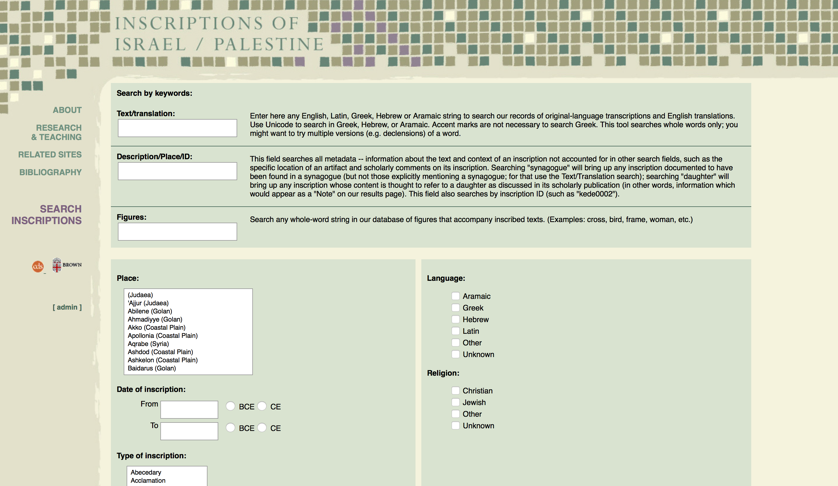 INSCRIPTIONS OF
ISRAEL / PALESTINE
ABOUT
RESEARCH
& TEACHING
RELATED SITES
BIBLIOGRAPHY
SEARCH
INSCRIPTIONS
BROWN
[ admin ]
Search by keywords:
Text/translation:
Enter here any English, Latin, Greek, Hebrew or Aramaic string to search our records of original-language transcriptions and English translations.
Use Unicode to search in Greek, Hebrew, or Aramaic. Accent marks are not necessary to search Greek. This tool searches whole words only; you
might want to try multiple versions (e.g. declensions) of a word.
Description/Place/ID:
This field searches all metadata -- information about the text and context of an inscription not accounted for in other search fields, such as the
specific location of an artifact and scholarly comments on its inscription. Searching "synagogue" will bring up any inscription documented to have
been found in a synagogue (but not those explicitly mentioning a synagogue; for that use the Text/Translation search); searching "daughter" will
bring up any inscription whose content is thought to refer to a daughter as discussed in its scholarly publication (in other words, information which
would appear as a "Note" on our results page). This field also searches by inscription ID (such as "kede0002").
Figures:
Search any whole-word string in our database of figures that accompany inscribed texts. (Examples: cross, bird, frame, woman, etc.)
Place:
(Judaea)
'Ajjur (Judaea)
Abilene (Golan)
Ahmadiyye (Golan)
Akko (Coastal Plain)
Apollonia (Coastal Plain)
Aqrabe (Syria)
Ashdod (Coastal Plain)
Ashkelon (Coastal Plain)
Baidarus (Golan)
Date of inscription:
From
BCE
CE
To
BCE
CE
Type of inscription:
Abecedary
Acclamation
Language:
Aramaic
Greek
Hebrew
Latin
Other
Unknown
Religion:
Christian
Jewish
Other
Unknown